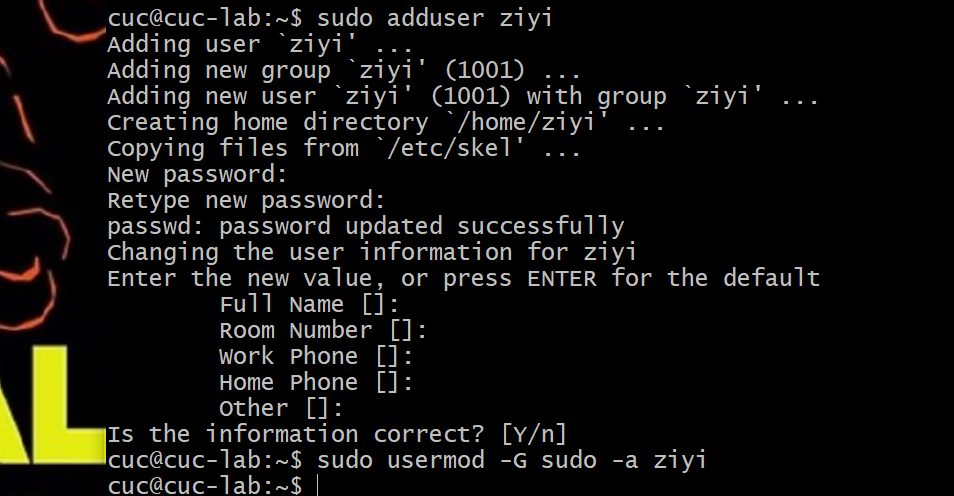 cuc@cuc-lab:~$ sudo adduser ziyi
Adding user `ziyi' ...
Adding new group `ziyi' (1001) ...
Adding new user `ziyi' (1001) with group `ziyi' ...
Creating home directory `/home/ziyi' ...
Copying files from `/etc/skel' ...
New password:
Retype new password:
passwd: password updated successfully
Changing the user information for ziyi
Enter the new value, or press ENTER for the default
Full Name []:
Room Number []:
Work Phone []:
Home Phone []:
Other []:
AL
Is the information correct? [Y/n]
cuc@cuc-lab:~$ sudo usermod -G sudo -a ziyi
cuc@cuc-lab:~$